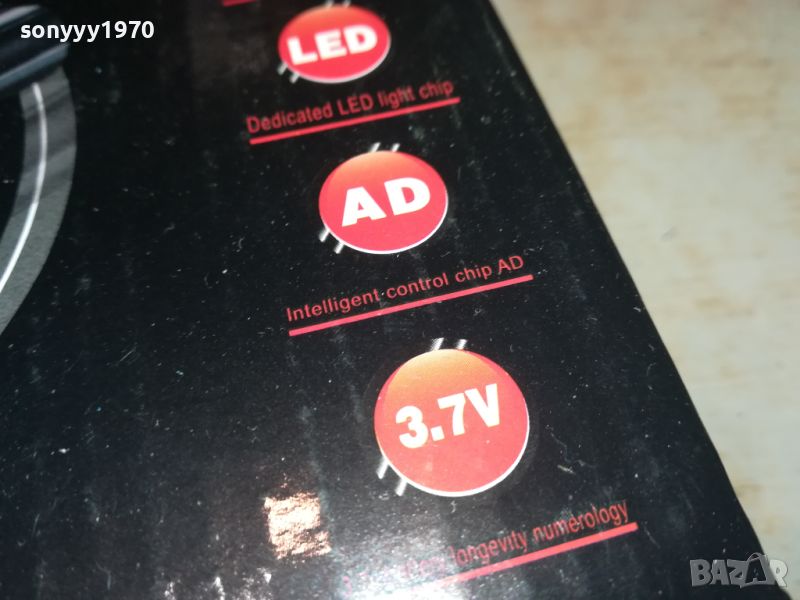 sonyyy1970
LED
Dedicated LED light chip
AD
Intelligent control chip AD
3.7V
longevity numerology
BAZAR